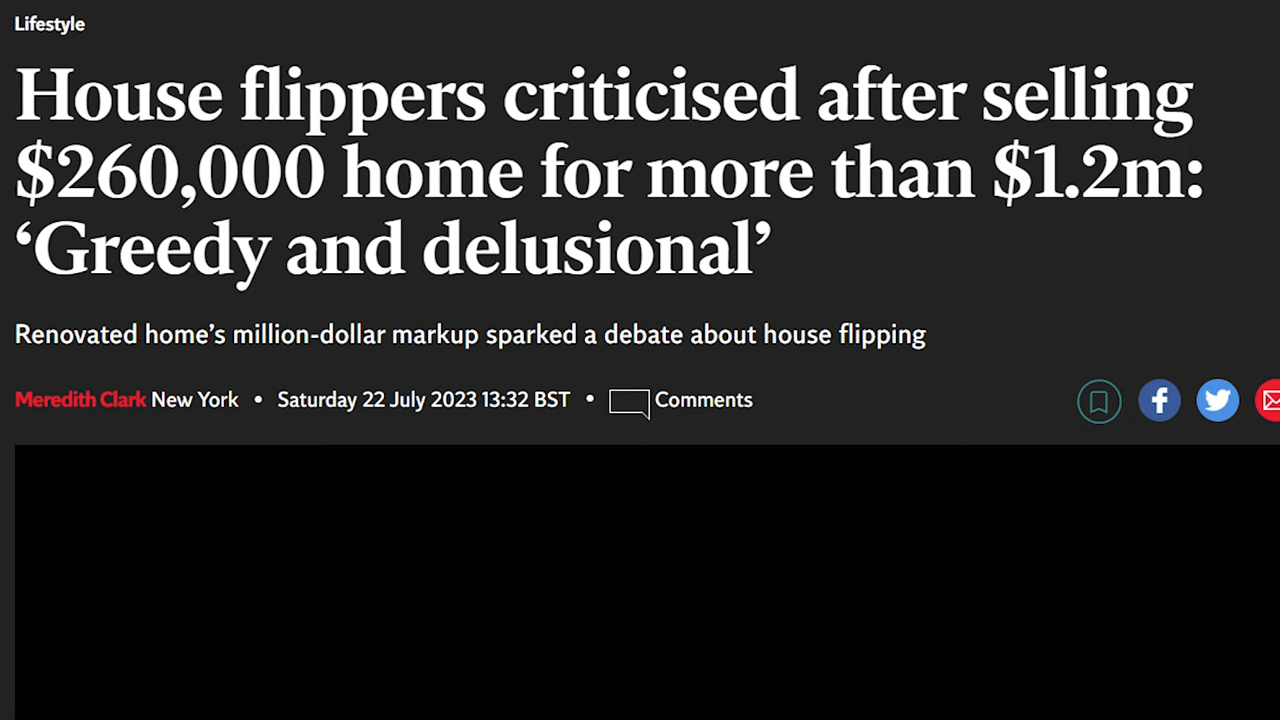 Lifestyle
House flippers criticised after selling
$260,000 home for more than $1.2m:
‘Greedy and delusional’
Renovated home’s million-dollar markup sparked a debate about house flipping
Meredith Clark New York • Saturday 22 July 2023 13:32 BST • Comments